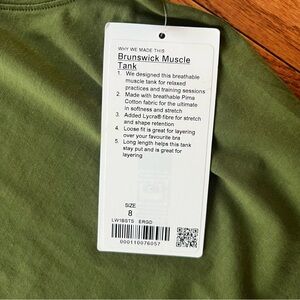 WHY WE MADE THIS
Brunswick Muscle
Tank
1. We designed this breathable
muscle tank for relaxed
practices and training sessions
2. Made with breathable Pima
Cotton fabric for the ultimate
in softness and stretch
3. Added Lycra® fibre for stretch
and shape retention
4. Loose fit is great for layering
over your favourite bra
5. Long length helps this tank
stay put and is great for
layering
SIZE
8
LW1BSTS ERGD
000110076057